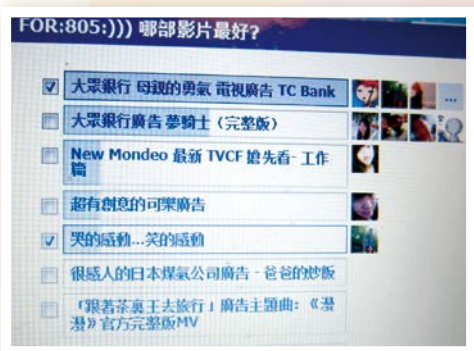 FOR:805:))) 哪部影片最好?
大眾銀行 母親的勇氣 電視廣告 TC Bank
大眾銀行廣告 夢騎士（完整版）
New Mondeo 最新 TVCF 搶先看- 工作
篇
超有創意的可樂廣告
哭的感動...笑的感動
很感人的日本煤氣公司廣告 - 爸爸的炒飯
「跟著茶裏王去旅行」廣告主題曲：《漫
漫》官方完整版MV